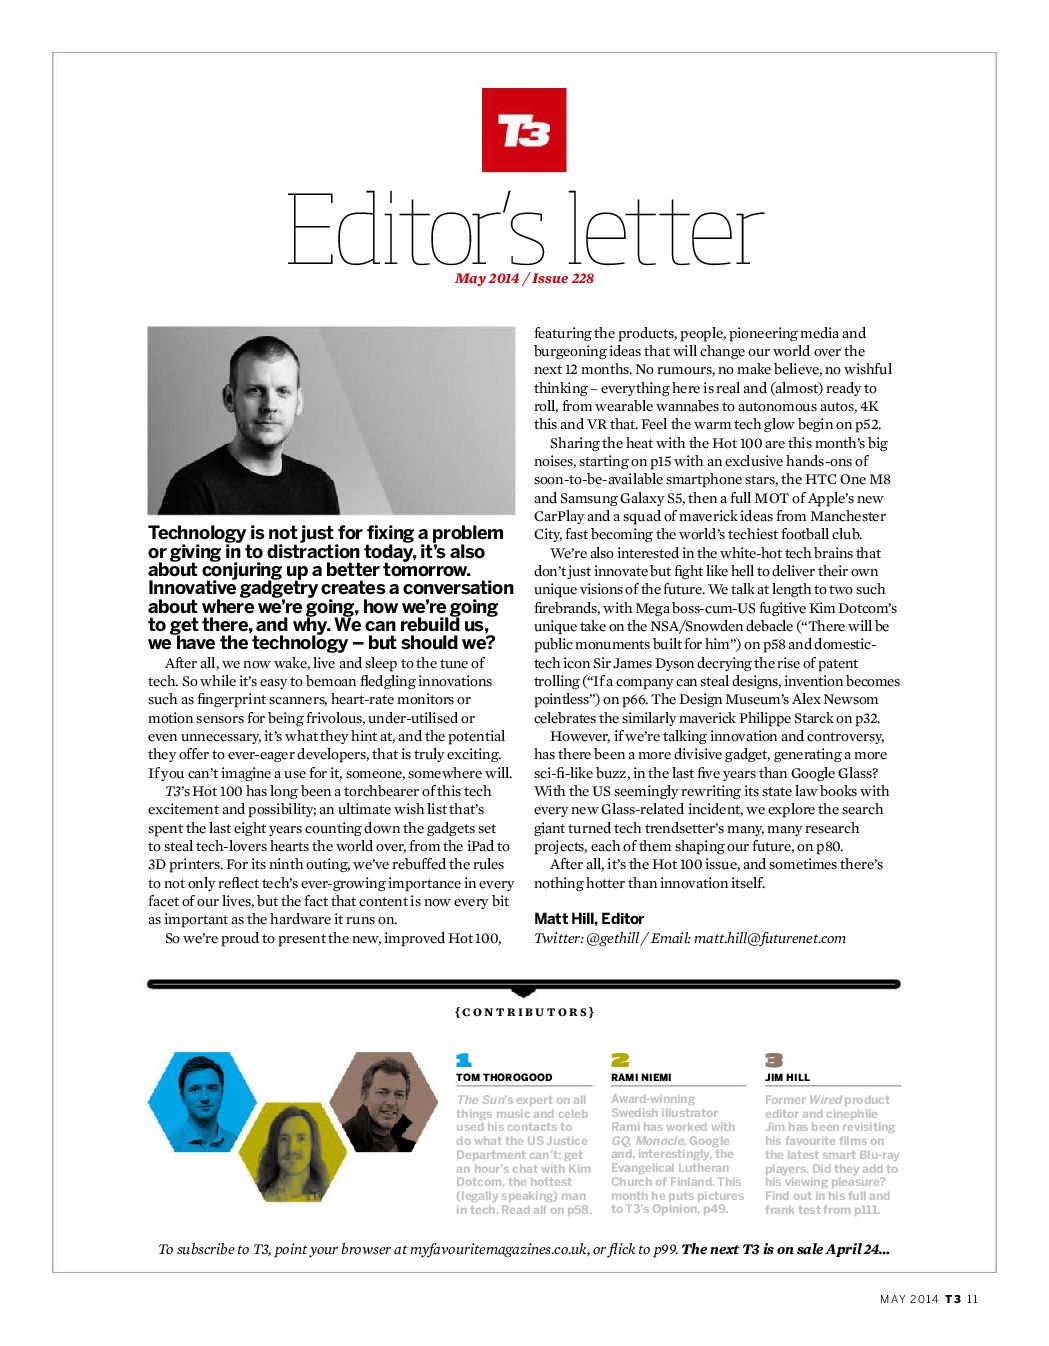 T3
Editor's letter
May 2014 / Issue 228
Technology is not just for fixing a problem
or giving in to distraction today, it's also
about conjuring up a better tomorrow.
Innovative gadgetry creates a conversation
about where we're going, how we're going
to get there, and why. We can rebuild us,
we have the technology – but should we?
After all, we now wake, live and sleep to the tune of
tech. So while it's easy to bemoan fledgling innovations
such as fingerprint scanners, heart-rate monitors or
motion sensors for being frivolous, under-utilised or
even unnecessary, it's what they hint at, and the potential
they offer to ever-eager developers, that is truly exciting.
If you can't imagine a use for it, someone, somewhere will.
T3's Hot 100 has long been a torchbearer of this tech
excitement and possibility; an ultimate wish list that's
spent the last eight years counting down the gadgets set
to steal tech-lovers hearts the world over, from the iPad to
3D printers. For its ninth outing, we've rebuffed the rules
to not only reflect tech's ever-growing importance in every
facet of our lives, but the fact that content is now every bit
as important as the hardware it runs on.
So we're proud to present the new, improved Hot 100,
featuring the products, people, pioneering media and
burgeoning ideas that will change our world over the
next 12 months. No rumours, no make believe, no wishful
thinking – everything here is real and (almost) ready to
roll, from wearable wannabes to autonomous autos, 4K
this and VR that. Feel the warm tech glow begin on p52.
Sharing the heat with the Hot 100 are this month's big
noises, starting on p15 with an exclusive hands-ons of
soon-to-be-available smartphone stars, the HTC One M8
and Samsung Galaxy S5, then a full MOT of Apple's new
CarPlay and a squad of maverick ideas from Manchester
City, fast becoming the world's techiest football club.
We're also interested in the white-hot tech brains that
don't just innovate but fight like hell to deliver their own
unique visions of the future. We talk at length to two such
firebrands, with Mega boss-cum-US fugitive Kim Dotcom's
unique take on the NSA/Snowden debacle ("There will be
public monuments built for him") on p58 and domestic-
tech icon Sir James Dyson decrying the rise of patent
trolling ("If a company can steal designs, invention becomes
pointless") on p66. The Design Museum's Alex Newsom
celebrates the similarly maverick Philippe Starck on p32.
However, if we're talking innovation and controversy,
has there been a more divisive gadget, generating a more
sci-fi-like buzz, in the last five years than Google Glass?
With the US seemingly rewriting its state law books with
every new Glass-related incident, we explore the search
giant turned tech trendsetter's many, many research
projects, each of them shaping our future, on p80.
After all, it's the Hot 100 issue, and sometimes there's
nothing hotter than innovation itself.
Matt Hill, Editor
Twitter: @gethill / Email: matt.hill@futurenet.com
{CONTRIBUTORS}
1
TOM THOROGOOD
The Sun's expert on all
things music and celeb
used his contacts to
do what the US Justice
Department can't: get
an hour's chat with Kim
Dotcom, the hottest
(legally speaking) man
in tech. Read all on p58.
2
RAMI NIEMI
Award-winning
Swedish illustrator
Rami has worked with
GQ, Monocle, Google
and, interestingly, the
Evangelical Lutheran
Church of Finland. This
month he puts pictures
to T3's Opinion, p49.
3
JIM HILL
Former Wired product
editor and cinephile
Jim has been revisiting
his favourite films on
the latest smart Blu-ray
players. Did they add to
his viewing pleasure?
Find out in his full and
frank test from p111.
To subscribe to T3, point your browser at myfavouritemagazines.co.uk, or flick to p99. The next T3 is on sale April 24...
MAY 2014 T3 11